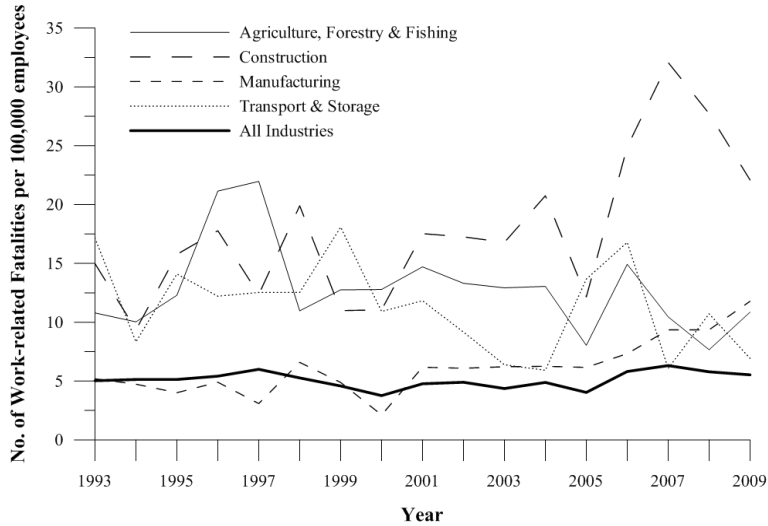 No. of Work-related Fatalities per 100,000 employees
35
30
25
20
15
10
5
0
Agriculture, Forestry & Fishing
Construction
Manufacturing
Transport & Storage
All Industries
1993 1995 1997 1999 2001 2003 2005 2007 2009
Year